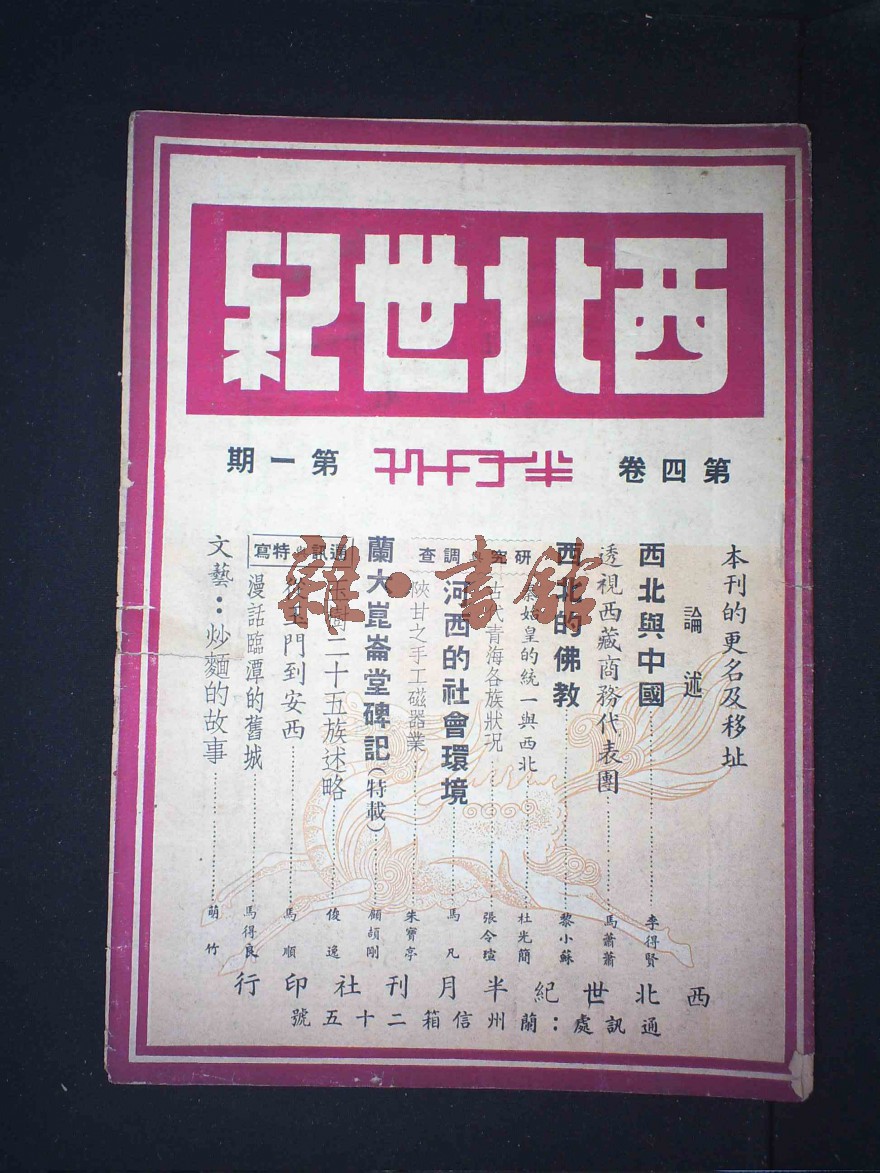 西北世紀
第四卷 半月刊 第一期
本刊的更名及移址
論述
西北與中國 李得賢
透視西藏商務代表團 馬蕭蕭
西北的佛教 黎小蘇
研究與調查
秦始皇的統一與西北 杜光簡
古代青海各族狀況 張令瑄
河西的社會環境 馬凡
陝甘之手工磁器業 朱寶亭
蘭大崑崙堂碑記(特載) 顧頡剛
通訊與特寫
玉樹二十五族述略 俊逸
從玉門到安西 馬順
漫話臨潭的舊城 馬得良
文藝：炒麵的故事 萌竹
西北世紀半月刊社印行
通訊處：蘭州信箱二十五號
雜·書館